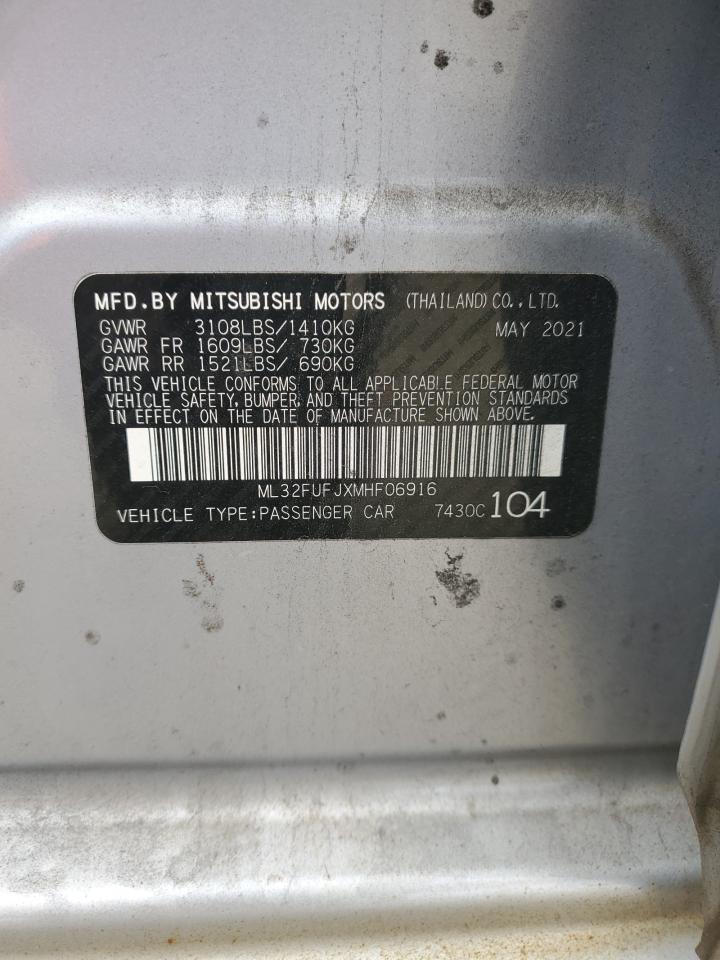 MFD.BY MITSUBISHI MOTORS (THAILAND) CO., LTD.
GVWR 3108LBS/1410KG MAY 2021
GAWR FR 1609LBS/ 730KG
GAWR RR 1521LBS/ 690KG
THIS VEHICLE CONFORMS TO ALL APPLICABLE FEDERAL MOTOR
VEHICLE SAFETY, BUMPER, AND THEFT PREVENTION STANDARDS
IN EFFECT ON THE DATE OF MANUFACTURE SHOWN ABOVE.
ML32FUFJXMHF06916
VEHICLE TYPE:PASSENGER CAR 7430C 104